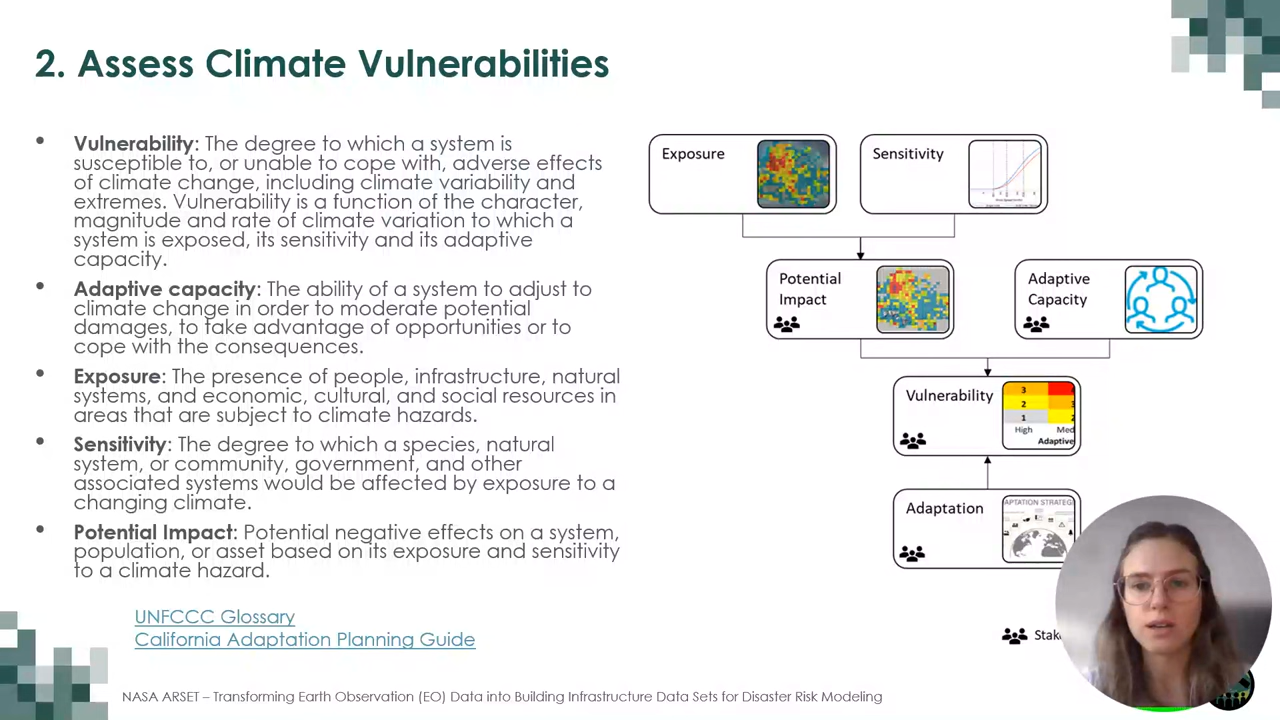 2. Assess Climate Vulnerabilities
• Vulnerability: The degree to which a system is
susceptible to, or unable to cope with, adverse effects
of climate change, including climate variability and
extremes. Vulnerability is a function of the character,
magnitude and rate of climate variation to which a
system is exposed, its sensitivity and its adaptive
capacity.
• Adaptive capacity: The ability of a system to adjust to
climate change in order to moderate potential
damages, to take advantage of opportunities or to
cope with the consequences.
• Exposure: The presence of people, infrastructure, natural
systems, and economic, cultural, and social resources in
areas that are subject to climate hazards.
• Sensitivity: The degree to which a species, natural
system, or community, government, and other
associated systems would be affected by exposure to a
changing climate.
• Potential Impact: Potential negative effects on a system,
population, or asset based on its exposure and sensitivity
to a climate hazard.
UNFCCC Glossary
California Adaptation Planning Guide
Exposure
Sensitivity
Potential
Impact
Adaptive
Capacity
Vulnerability
3
2
1
High Med
Adaptive
Adaptation
APTATION STRATEG
Stak
NASA ARSET – Transforming Earth Observation (EO) Data into Building Infrastructure Data Sets for Disaster Risk Modeling